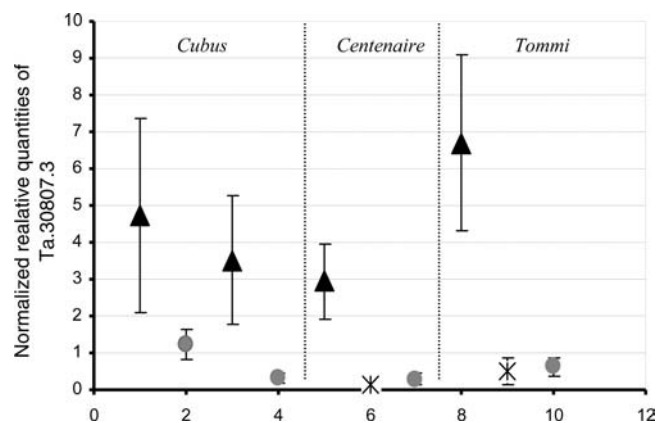 Normalized realative quantities of
Ta.30807.3
10
9
8
7
6
5
4
3
2
1
0
Cubus
Centenaire
Tommi
0 2 4 6 8 10 12